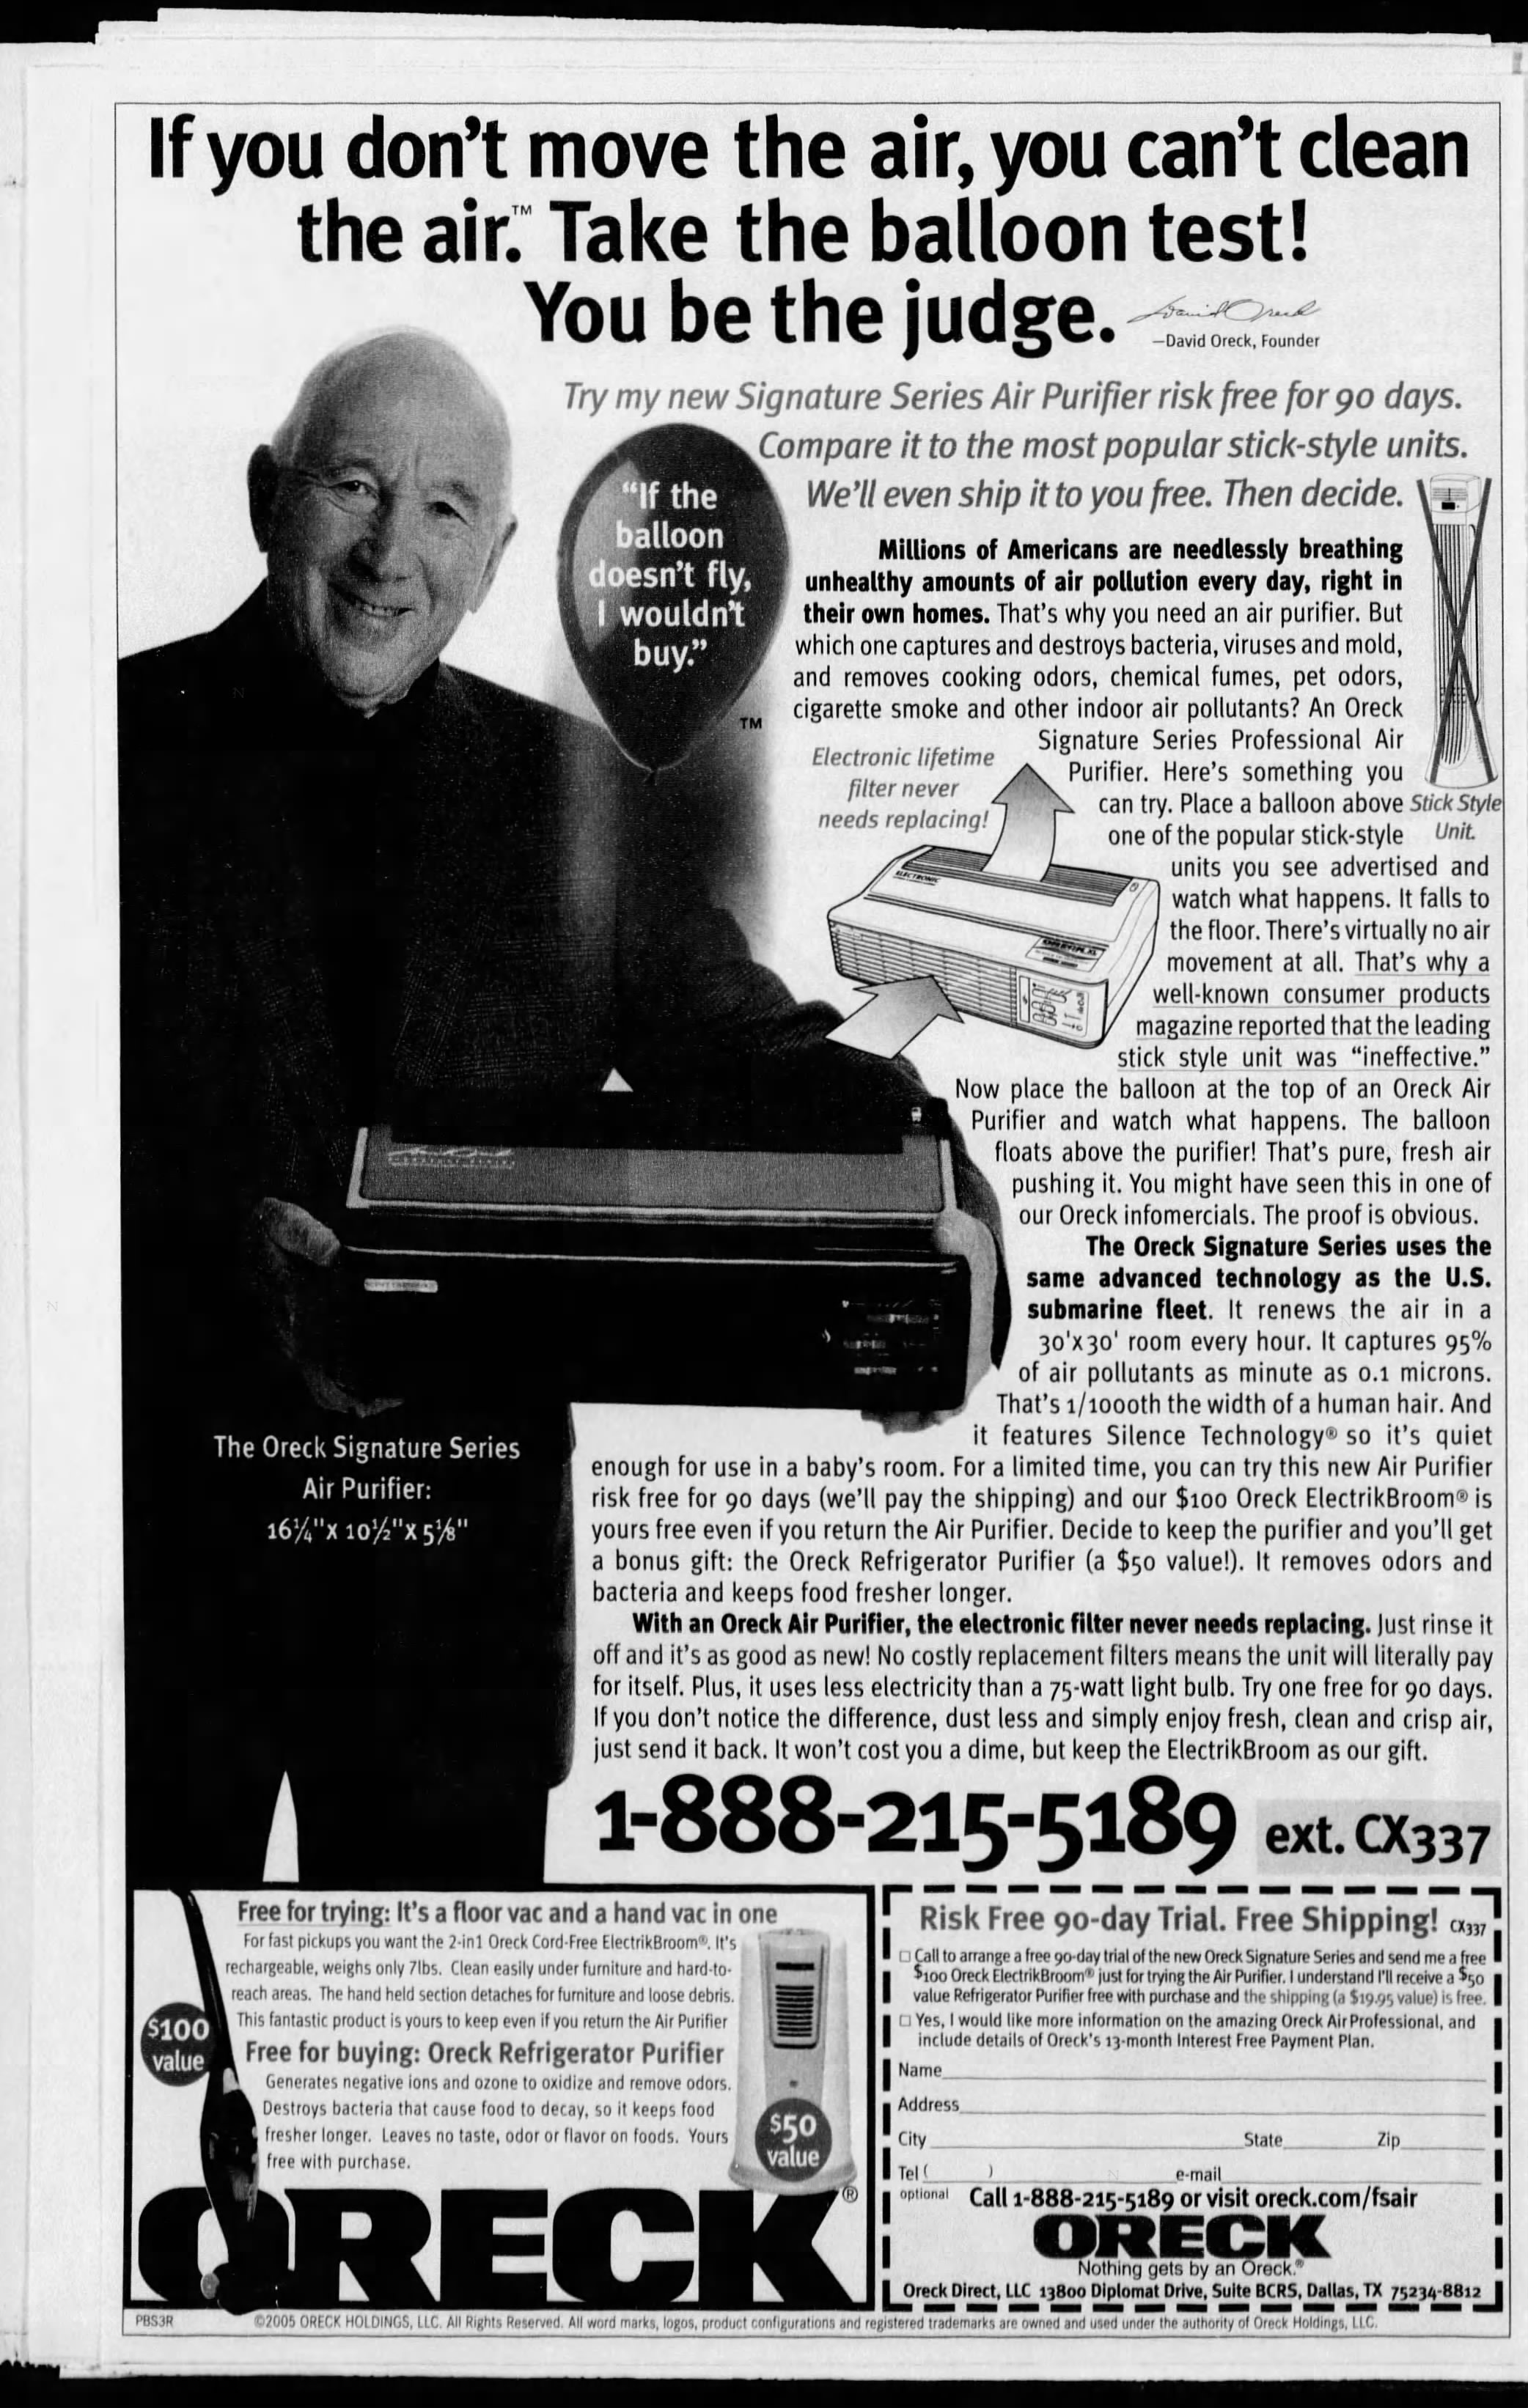 If you don't move the air, you can't clean
the air.™ Take the balloon test!
You be the judge.
David Oreck
—David Oreck, Founder
Try my new Signature Series Air Purifier risk free for 90 days.
Compare it to the most popular stick-style units.
We'll even ship it to you free. Then decide.
“If the
balloon
doesn't fly,
I wouldn't
buy.”
TM
Millions of Americans are needlessly breathing
unhealthy amounts of air pollution every day, right in
their own homes. That's why you need an air purifier. But
which one captures and destroys bacteria, viruses and mold,
and removes cooking odors, chemical fumes, pet odors,
cigarette smoke and other indoor air pollutants? An Oreck
Signature Series Professional Air
Purifier. Here's something you
can try. Place a balloon above
one of the popular stick-style
units you see advertised and
watch what happens. It falls to
the floor. There's virtually no air
movement at all. That's why a
well-known consumer products
magazine reported that the leading
stick style unit was “ineffective.”
Now place the balloon at the top of an Oreck Air
Purifier and watch what happens. The balloon
floats above the purifier! That's pure, fresh air
pushing it. You might have seen this in one of
our Oreck infomercials. The proof is obvious.
Stick Style
Unit.
Electronic lifetime
filter never
needs replacing!
ELECTRONIC
ORECK XL
The Oreck Signature Series uses the
same advanced technology as the U.S.
submarine fleet. It renews the air in a
30'x30' room every hour. It captures 95%
of air pollutants as minute as 0.1 microns.
That's 1/1000th the width of a human hair. And
it features Silence Technology® so it's quiet
enough for use in a baby's room. For a limited time, you can try this new Air Purifier
risk free for 90 days (we'll pay the shipping) and our $100 Oreck ElectrikBroom® is
yours free even if you return the Air Purifier. Decide to keep the purifier and you'll get
a bonus gift: the Oreck Refrigerator Purifier (a $50 value!). It removes odors and
bacteria and keeps food fresher longer.
With an Oreck Air Purifier, the electronic filter never needs replacing. Just rinse it
off and it's as good as new! No costly replacement filters means the unit will literally pay
for itself. Plus, it uses less electricity than a 75-watt light bulb. Try one free for 90 days.
If you don't notice the difference, dust less and simply enjoy fresh, clean and crisp air,
just send it back. It won't cost you a dime, but keep the ElectrikBroom as our gift.
The Oreck Signature Series
Air Purifier:
16¼"x 10½"x 5⅛"
1-888-215-5189 ext. CX337
Free for trying: It's a floor vac and a hand vac in one
For fast pickups you want the 2-in1 Oreck Cord-Free ElectrikBroom®. It's
rechargeable, weighs only 7lbs. Clean easily under furniture and hard-to-
reach areas. The hand held section detaches for furniture and loose debris.
This fantastic product is yours to keep even if you return the Air Purifier
$100
value
Free for buying: Oreck Refrigerator Purifier
Generates negative ions and ozone to oxidize and remove odors.
Destroys bacteria that cause food to decay, so it keeps food
fresher longer. Leaves no taste, odor or flavor on foods. Yours
free with purchase.
$50
value
ORECK®
Risk Free 90-day Trial. Free Shipping! CX337
□ Call to arrange a free 90-day trial of the new Oreck Signature Series and send me a free
$100 Oreck ElectrikBroom® just for trying the Air Purifier. I understand I'll receive a $50
value Refrigerator Purifier free with purchase and the shipping (a $19.95 value) is free.
□ Yes, I would like more information on the amazing Oreck Air Professional, and
include details of Oreck's 13-month Interest Free Payment Plan.
Name
Address
City State Zip
Tel ( ) e-mail
optional Call 1-888-215-5189 or visit oreck.com/fsair
ORECK
Nothing gets by an Oreck.®
Oreck Direct, LLC 13800 Diplomat Drive, Suite BCRS, Dallas, TX 75234-8812
PBS3R ©2005 ORECK HOLDINGS, LLC. All Rights Reserved. All word marks, logos, product configurations and registered trademarks are owned and used under the authority of Oreck Holdings, LLC.